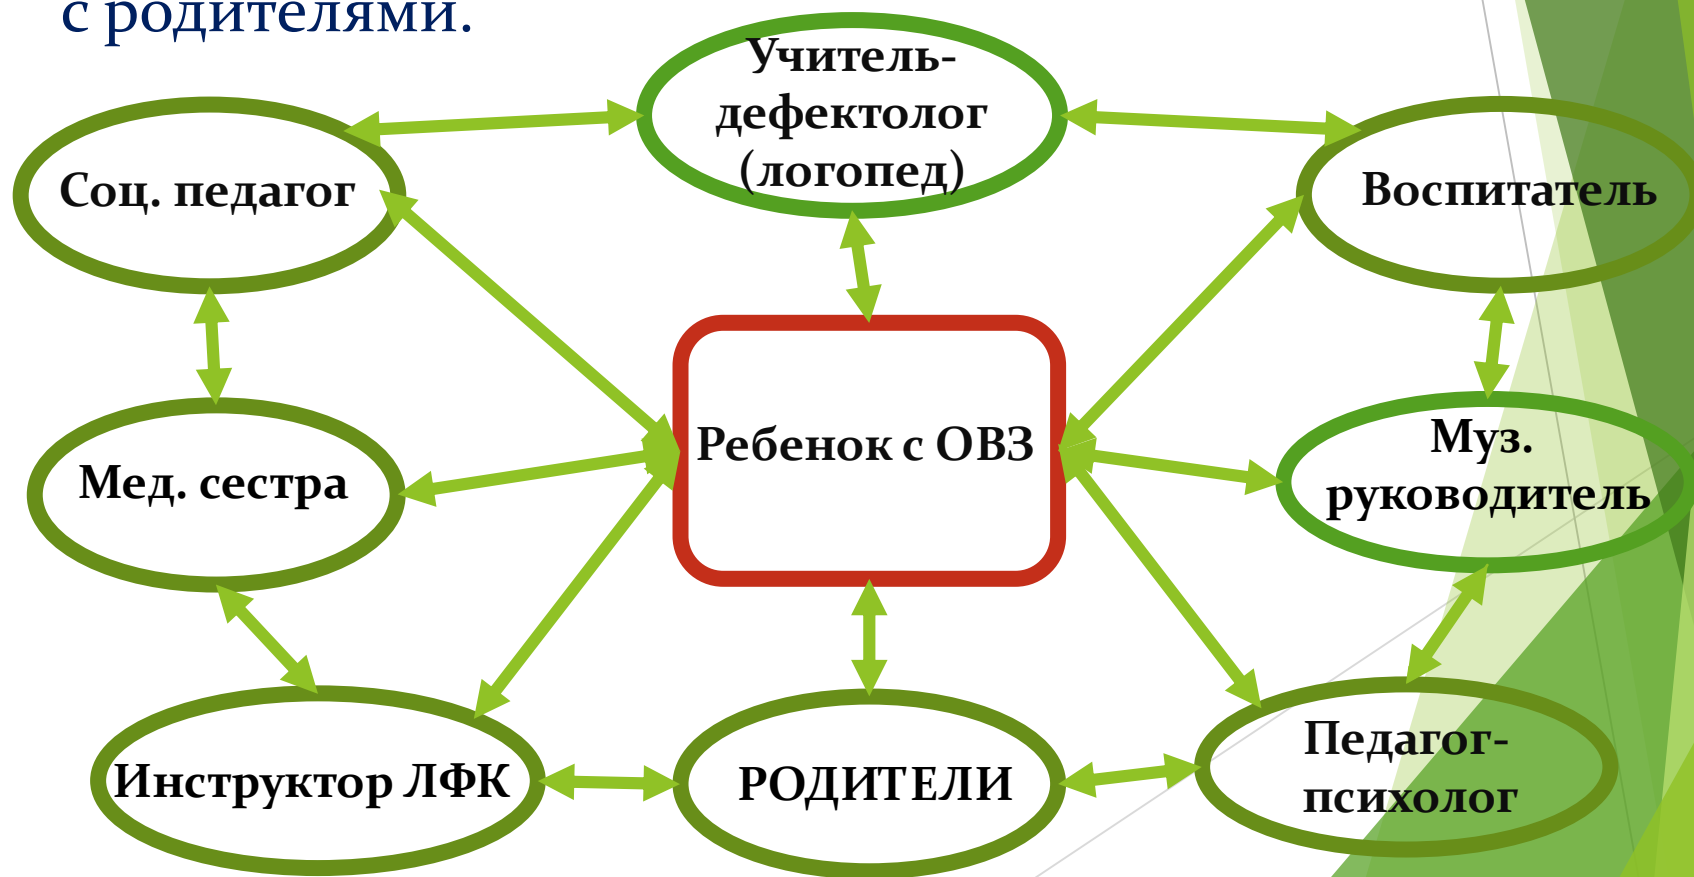 с родителями.
Учитель-
дефектолог
(логопед)
Соц. педагог
Воспитатель
Ребенок с ОВЗ
Муз.
руководитель
Мед. сестра
Инструктор ЛФК
РОДИТЕЛИ
Педагог-
психолог